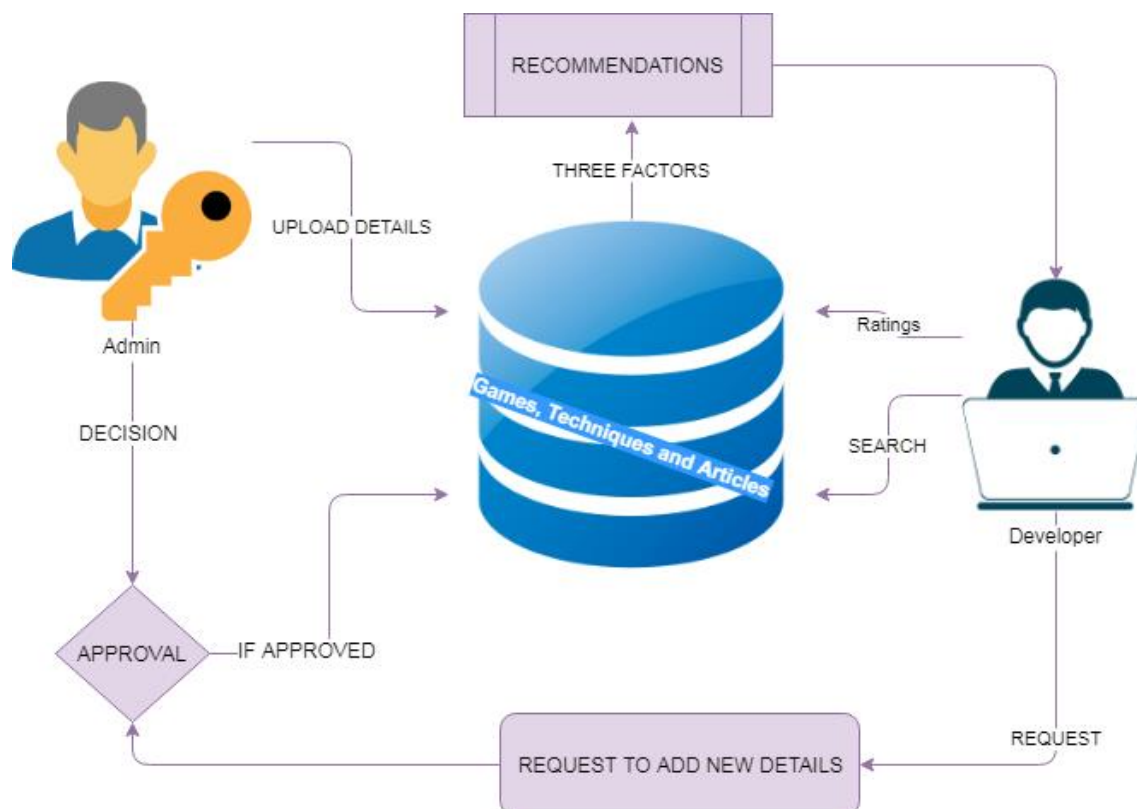 RECOMMENDATIONS
THREE FACTORS
UPLOAD DETAILS
Admin
Ratings
Games, Techniques and Articles
DECISION
SEARCH
Developer
APPROVAL
IF APPROVED
REQUEST
REQUEST TO ADD NEW DETAILS